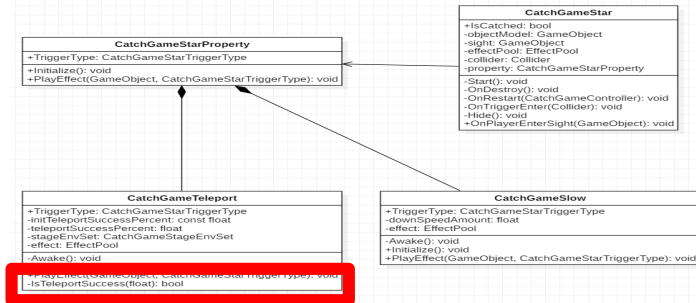 CatchGameStar
+IsCatched: bool
-objectModel: GameObject
-sight: GameObject
-effectPool: EffectPool
-collider: Collider
-property: CatchGameStarProperty
-Start(): void
-OnDestroy(): void
-OnRestart(CatchGameController): void
-OnTriggerEnter(Collider): void
-Hide(): void
+OnPlayerEnterSight(GameObject): void
CatchGameStarProperty
+TriggerType: CatchGameStarTriggerType
+Initialize(): void
+PlayEffect(GameObject, CatchGameStarTriggerType): void
CatchGameTeleport
+TriggerType: CatchGameStarTriggerType
-initTeleportSuccessPercent: const float
-teleportSuccessPercent: float
-stageEnvSet: CatchGameStageEnvSet
-effect: EffectPool
-Awake(): void
+PlayEffect(GameObject, CatchGameStarTriggerType): void
-IsTeleportSuccess(float): bool
CatchGameSlow
+TriggerType: CatchGameStarTriggerType
-downSpeedAmount: float
-effect: EffectPool
-Awake(): void
+Initialize(): void
+PlayEffect(GameObject, CatchGameStarTriggerType): void